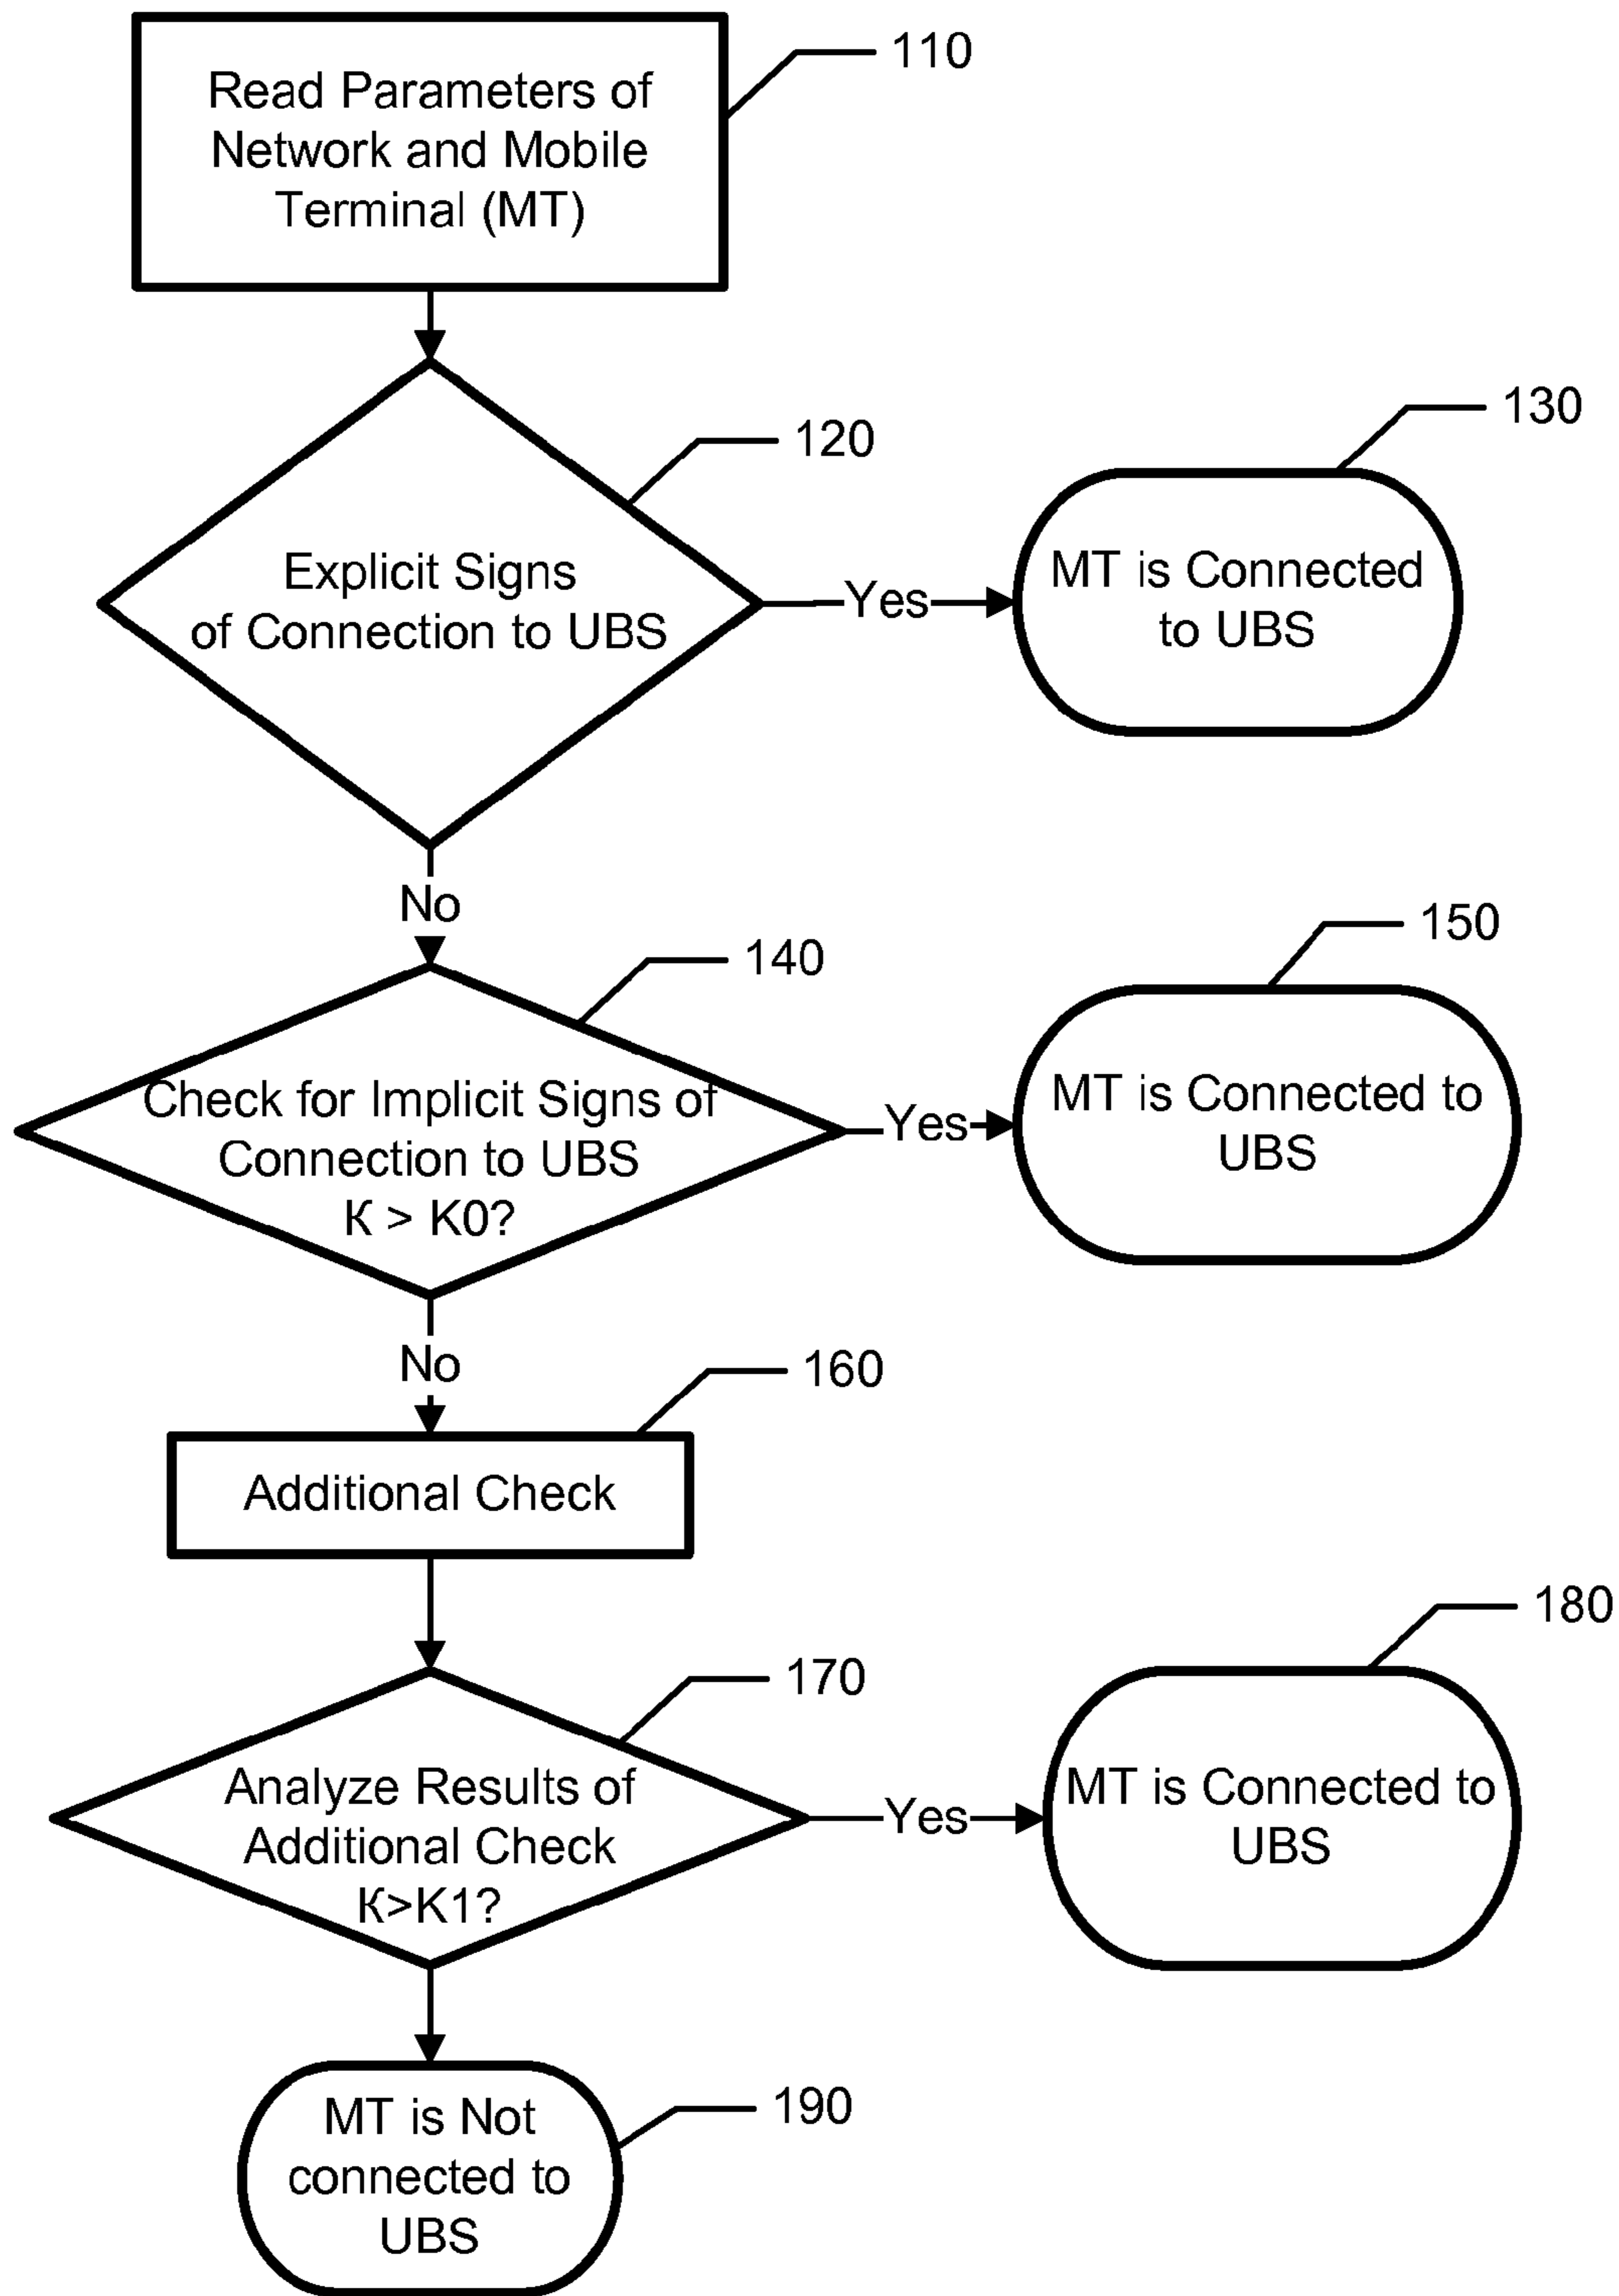 Read Parameters of
Network and Mobile
Terminal (MT)
110
Explicit Signs
of Connection to UBS
120
Yes
MT is Connected
to UBS
130
No
Check for Implicit Signs of
Connection to UBS
К > K0?
140
Yes
MT is Connected to
UBS
150
No
Additional Check
160
Analyze Results of
Additional Check
К>K1?
170
Yes
MT is Connected to
UBS
180
MT is Not
connected to
UBS
190